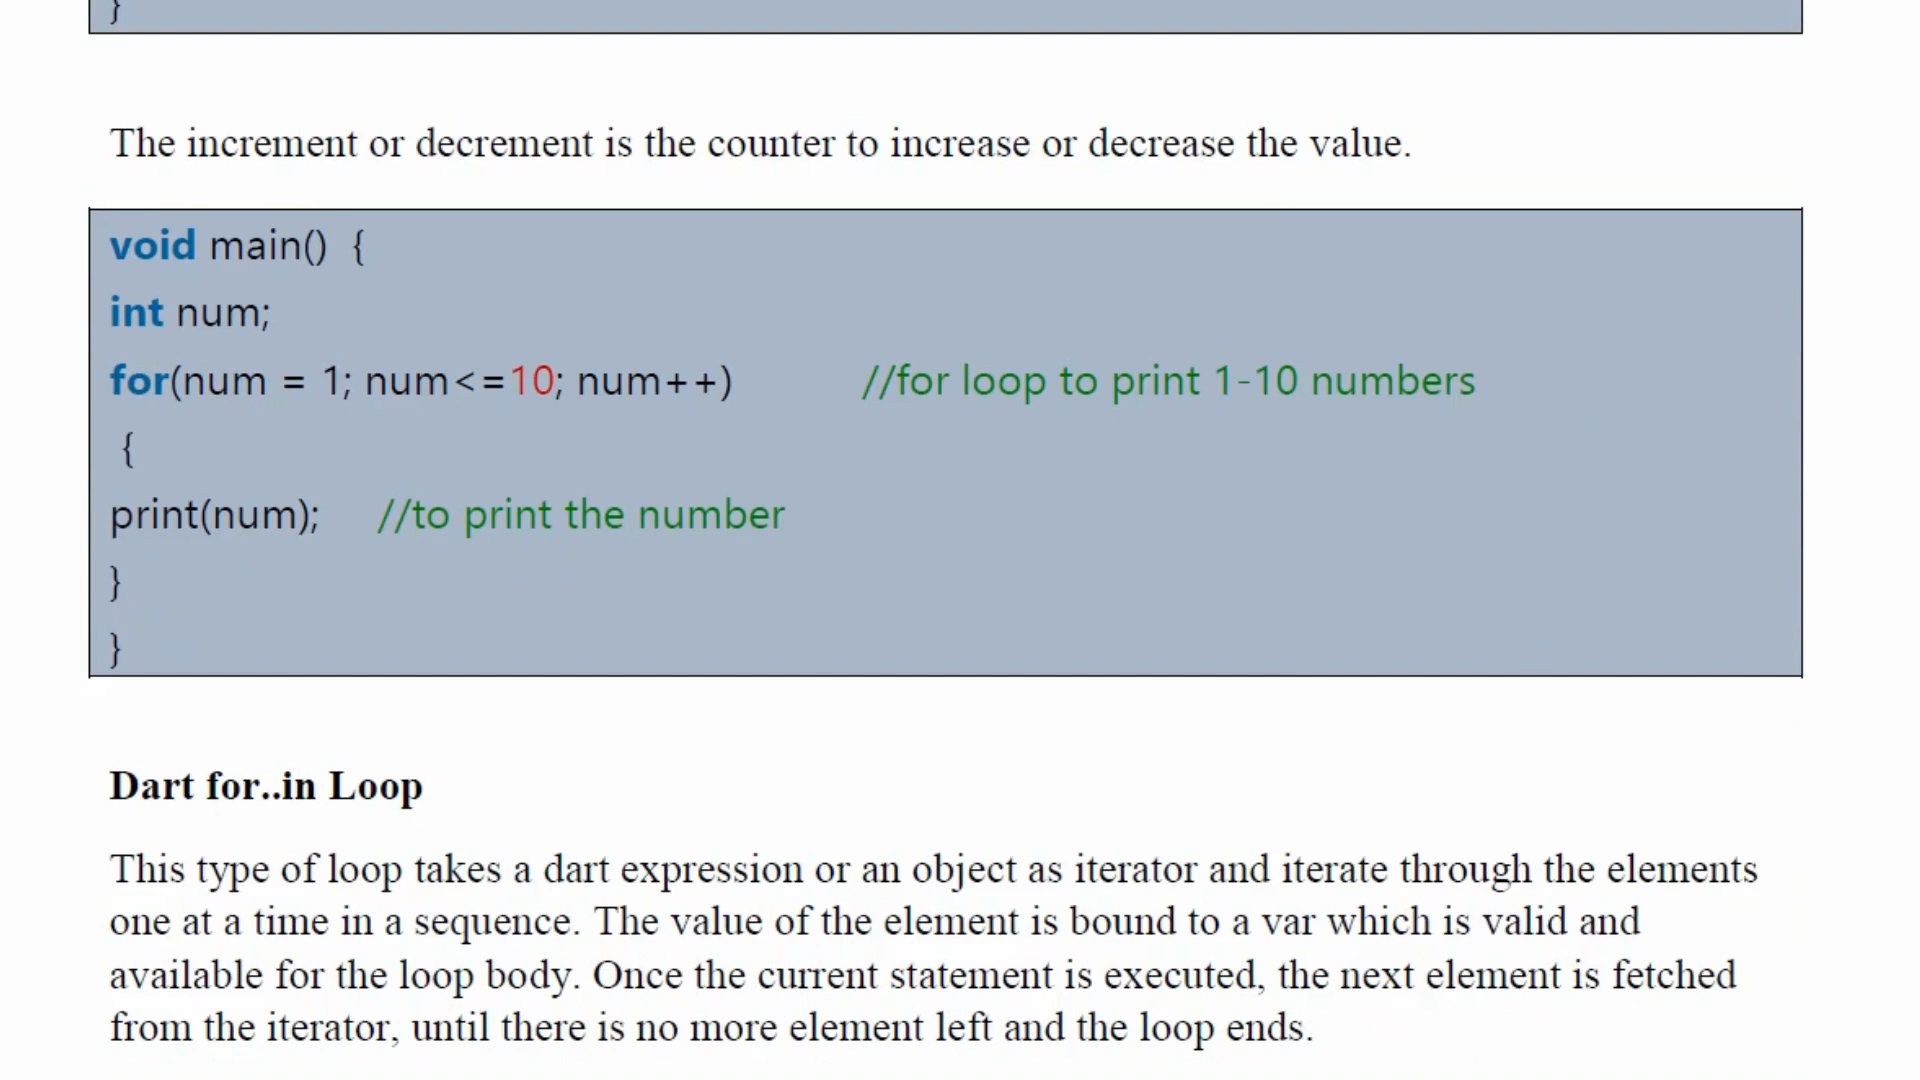 }
The increment or decrement is the counter to increase or decrease the value.
void main() {
int num;
for(num = 1; num<=10; num++) //for loop to print 1-10 numbers
{
print(num); //to print the number
}
}
Dart for..in Loop
This type of loop takes a dart expression or an object as iterator and iterate through the elements
one at a time in a sequence. The value of the element is bound to a var which is valid and
available for the loop body. Once the current statement is executed, the next element is fetched
from the iterator, until there is no more element left and the loop ends.